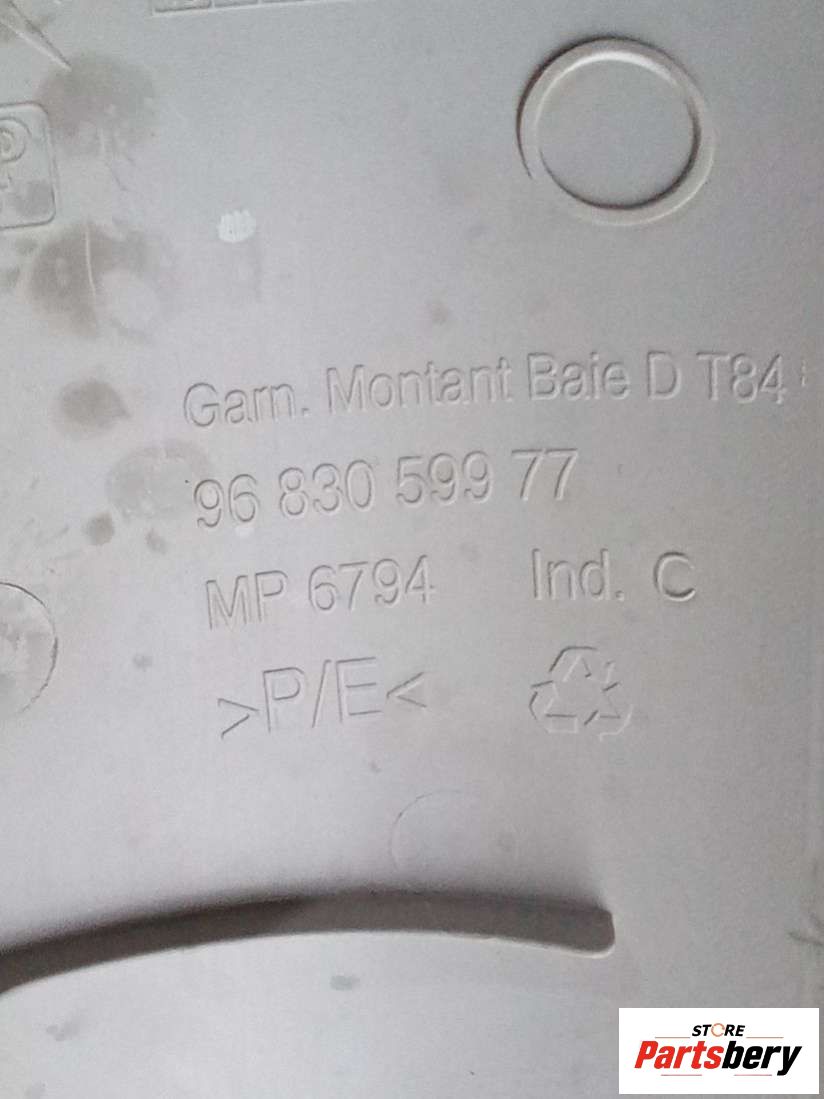 P
Garn. Montant Baie D T84
96 830 599 77
MP 6794 Ind. C
>P/E<
STORE
Partsbery